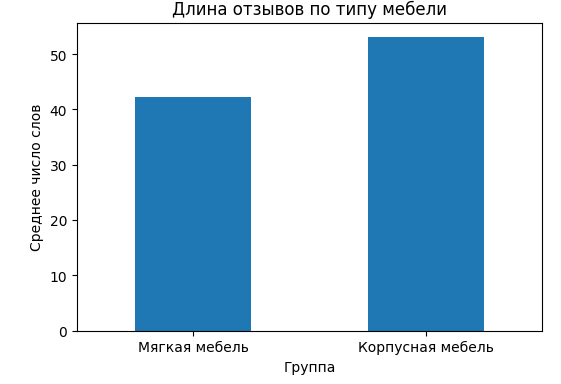 Длина отзывов по типу мебели
Среднее число слов
50
40
30
20
10
0
Мягкая мебель
Корпусная мебель
Группа